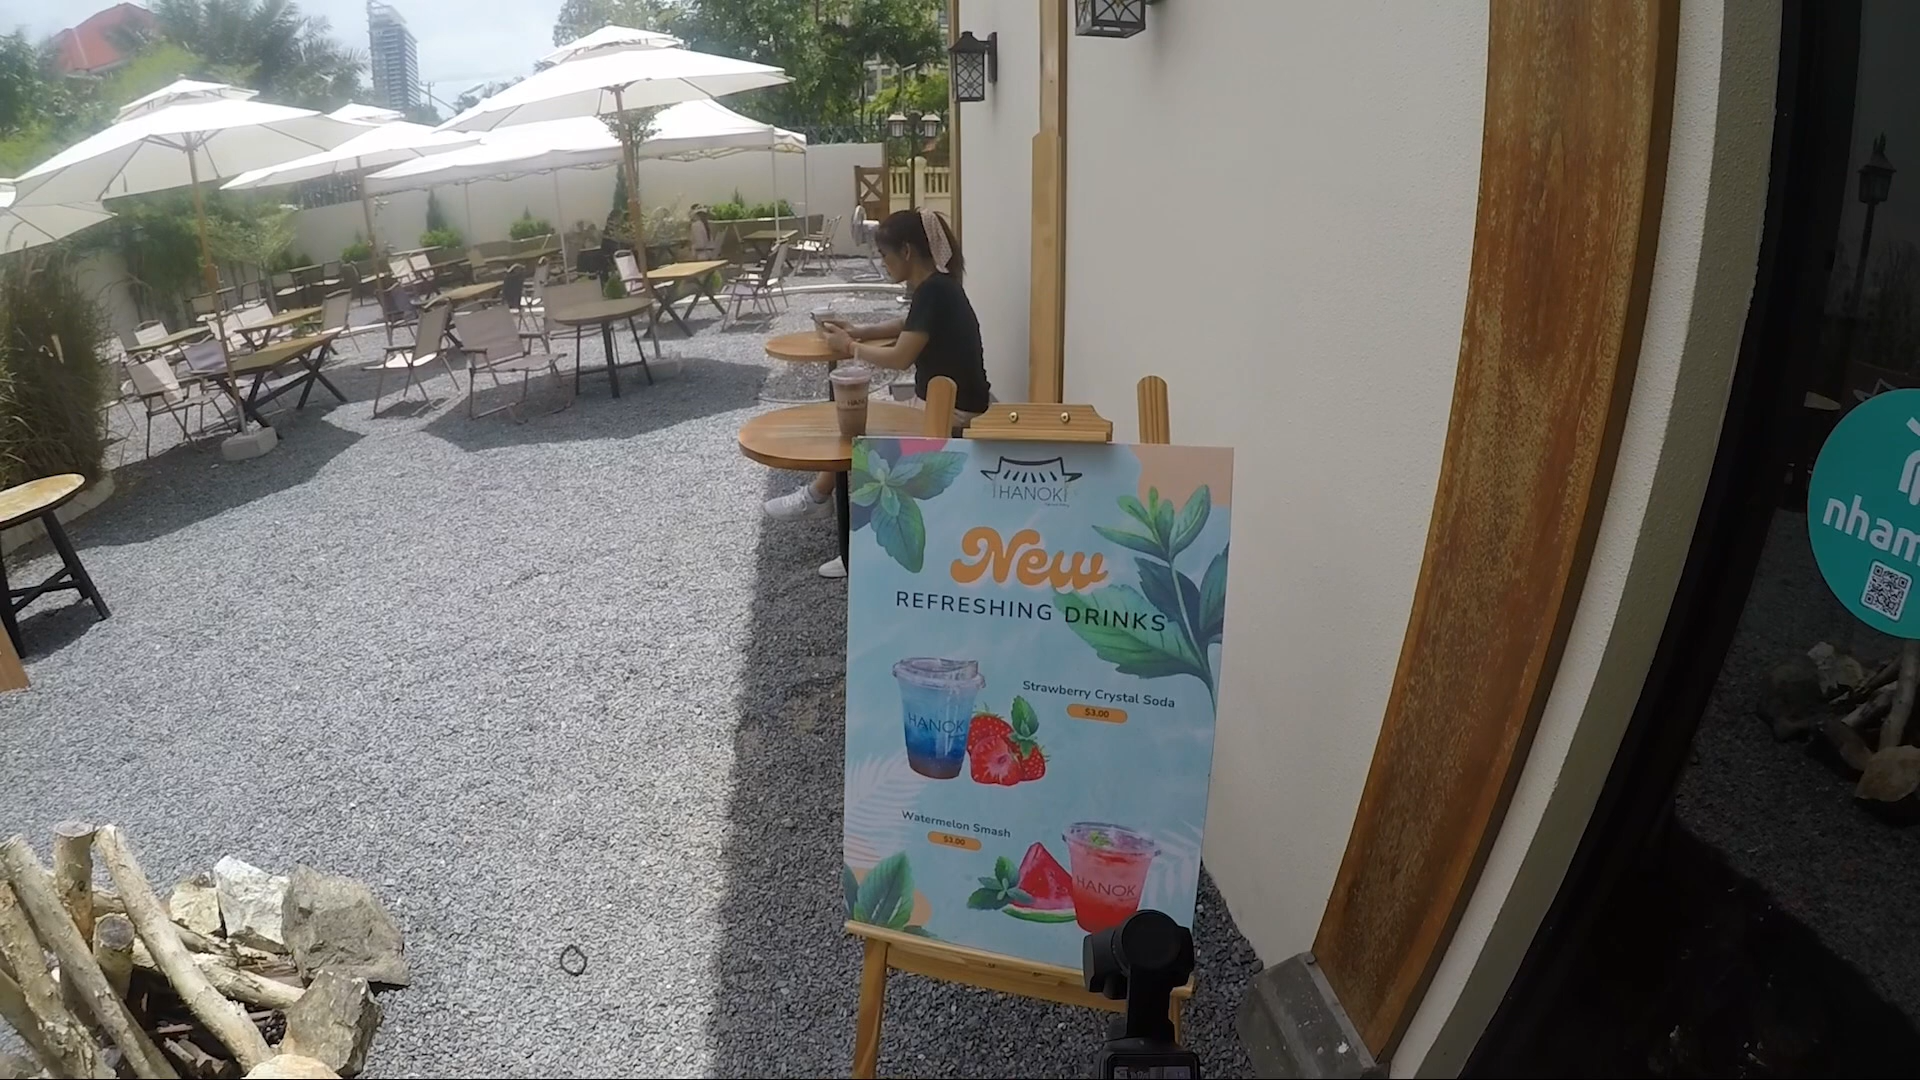 HANOK
New
REFRESHING DRINKS
Strawberry Crystal Soda
$3.00
HANOK
Watermelon Smash
$3.00
HANOK
nham